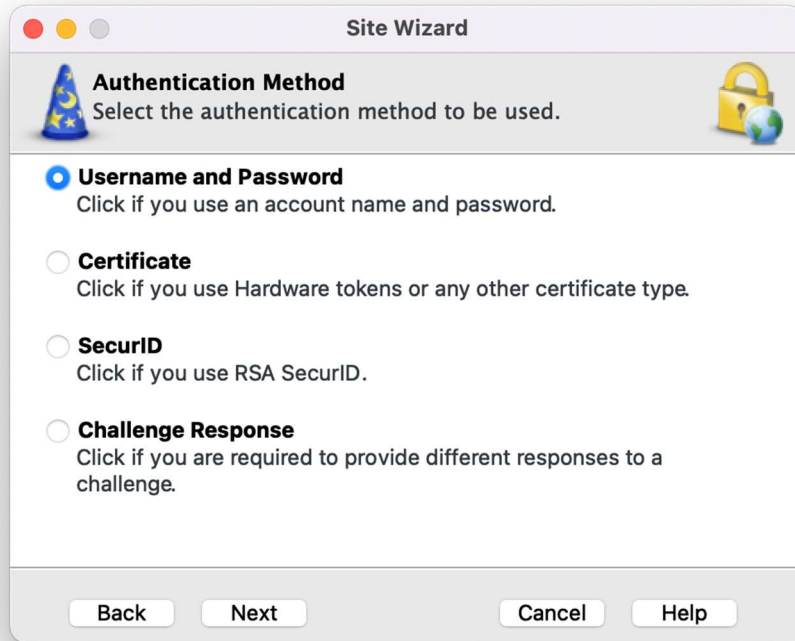 Site Wizard
Authentication Method
Select the authentication method to be used.
Username and Password
Click if you use an account name and password.
Certificate
Click if you use Hardware tokens or any other certificate type.
SecurID
Click if you use RSA SecurID.
Challenge Response
Click if you are required to provide different responses to a
challenge.
Back Next Cancel Help